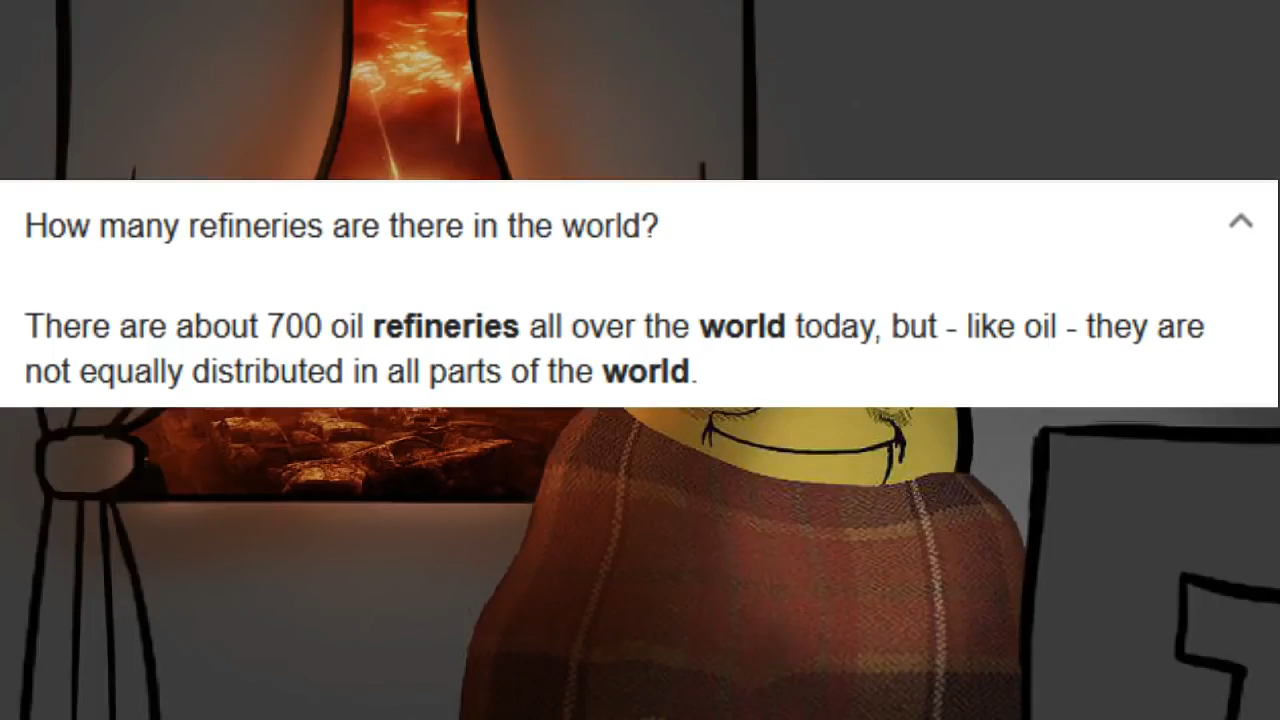 How many refineries are there in the world?
There are about 700 oil refineries all over the world today, but - like oil - they are
not equally distributed in all parts of the world.